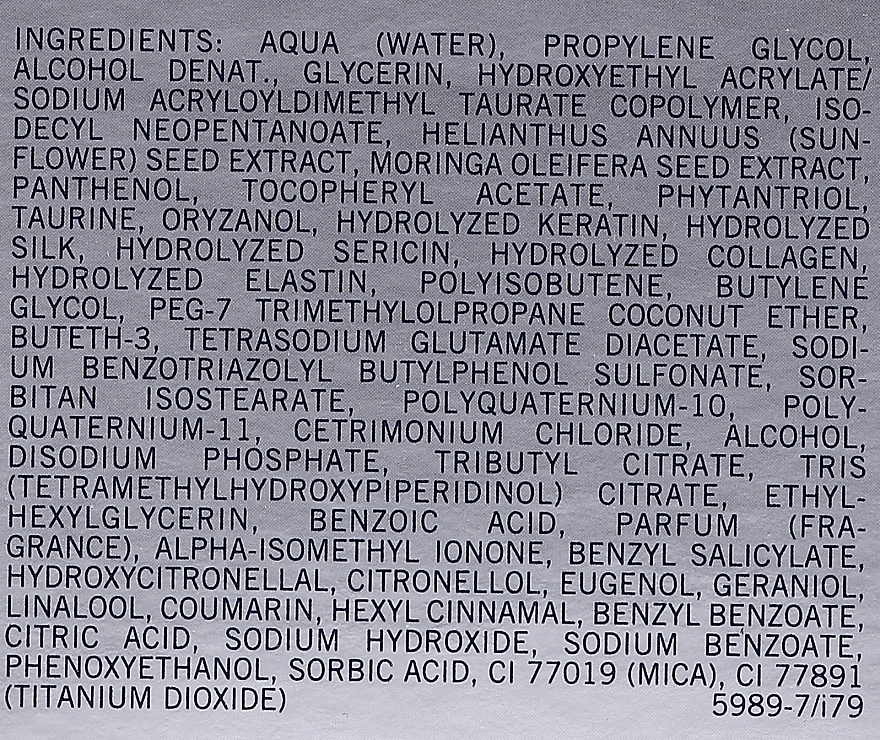 INGREDIENTS: AQUA (WATER), PROPYLENE GLYCOL,
ALCOHOL DENAT., GLYCERIN, HYDROXYETHYL ACRYLATE/
SODIUM ACRYLOYLDIMETHYL TAURATE COPOLYMER, ISO-
DECYL NEOPENTANOATE, HELIANTHUS ANNUUS (SUN-
FLOWER) SEED EXTRACT, MORINGA OLEIFERA SEED EXTRACT,
PANTHENOL, TOCOPHERYL ACETATE, PHYTANTRIOL,
TAURINE, ORYZANOL, HYDROLYZED KERATIN, HYDROLYZED
SILK, HYDROLYZED SERICIN, HYDROLYZED COLLAGEN,
HYDROLYZED ELASTIN, POLYISOBUTENE, BUTYLENE
GLYCOL, PEG-7 TRIMETHYLOLPROPANE COCONUT ETHER,
BUTETH-3, TETRASODIUM GLUTAMATE DIACETATE, SODI-
UM BENZOTRIAZOLYL BUTYLPHENOL SULFONATE, SOR-
BITAN ISOSTEARATE, POLYQUATERNIUM-10, POLY-
QUATERNIUM-11, CETRIMONIUM CHLORIDE, ALCOHOL,
DISODIUM PHOSPHATE, TRIBUTYL CITRATE, TRIS
(TETRAMETHYLHYDROXYPIPERIDINOL) CITRATE, ETHYL-
HEXYLGLYCERIN, BENZOIC ACID, PARFUM (FRA-
GRANCE), ALPHA-ISOMETHYL IONONE, BENZYL SALICYLATE,
HYDROXYCITRONELLAL, CITRONELLOL, EUGENOL, GERANIOL,
LINALOOL, COUMARIN, HEXYL CINNAMAL, BENZYL BENZOATE,
CITRIC ACID, SODIUM HYDROXIDE, SODIUM BENZOATE,
PHENOXYETHANOL, SORBIC ACID, CI 77019 (MICA), CI 77891
(TITANIUM DIOXIDE) 5989-7/i79